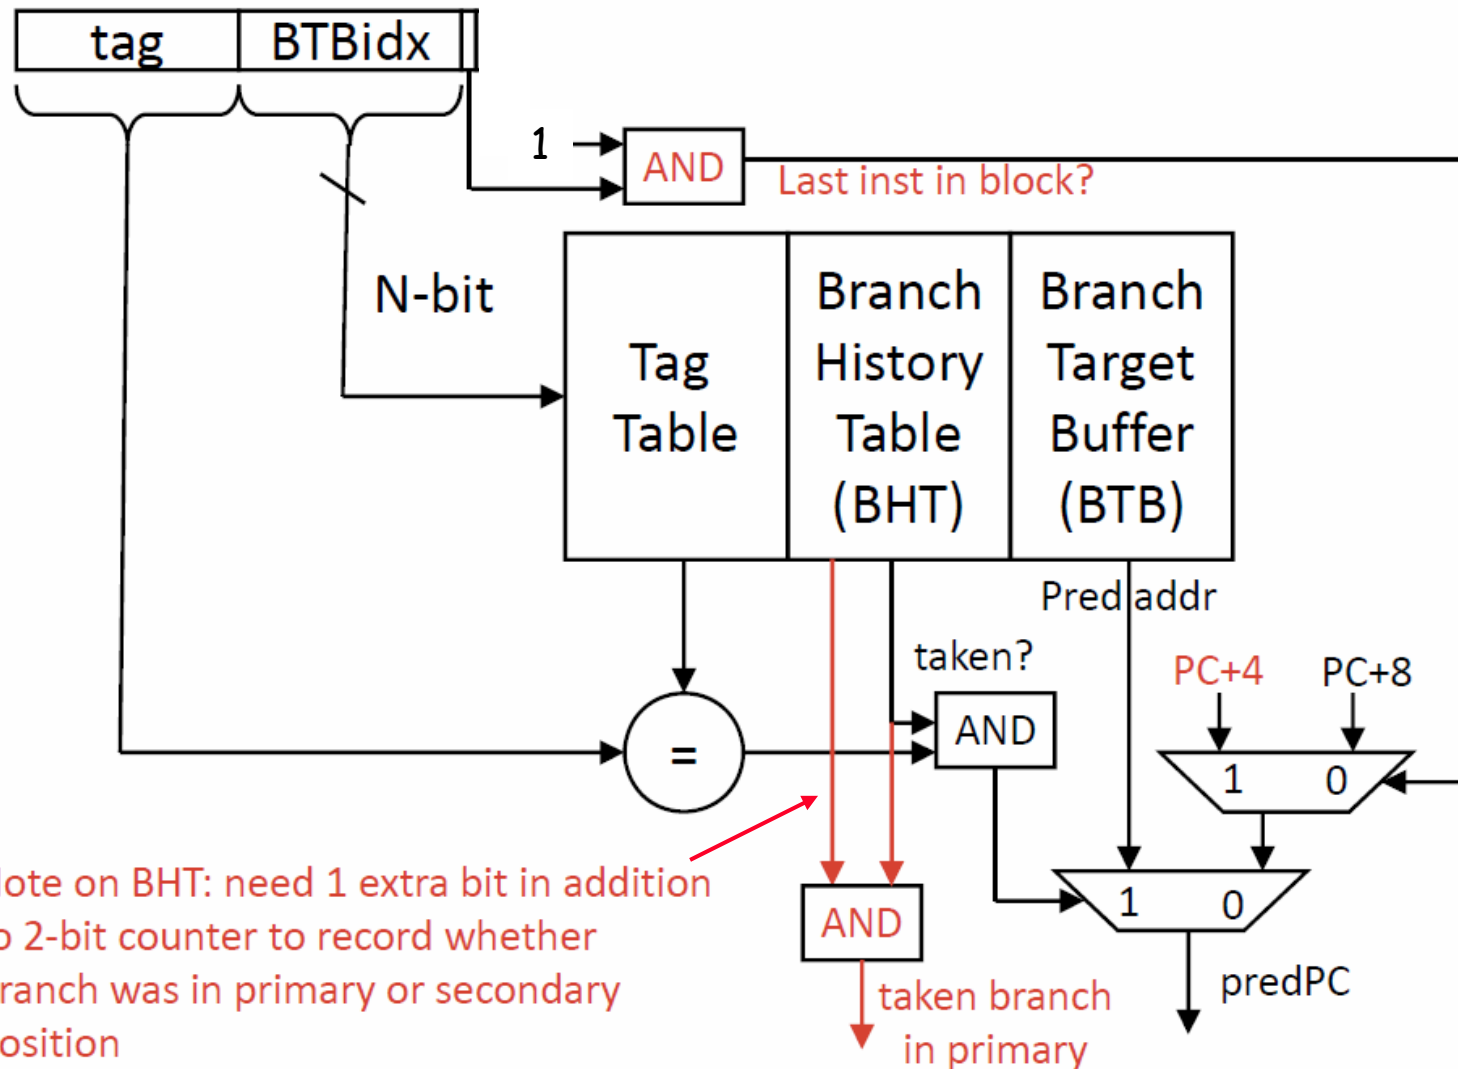 tag
BTBidx
1
AND
Last inst in block?
N-bit
Tag
Table
Branch
History
Table
(BHT)
Branch
Target
Buffer
(BTB)
Pred addr
taken?
PC+4
PC+8
AND
=
1
0
1
0
ote on BHT: need 1 extra bit in addition
o 2-bit counter to record whether
ranch was in primary or secondary
osition
AND
taken branch
in primary
predPC